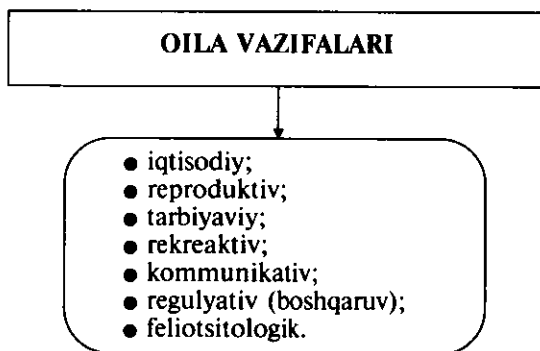 OILA VAZIFALARI
● iqtisodiy;
● reproduktiv;
● tarbiyaviy;
● rekreaktiv;
● kommunikativ;
● regulyativ (boshqaruv);
● feliotsitologik.